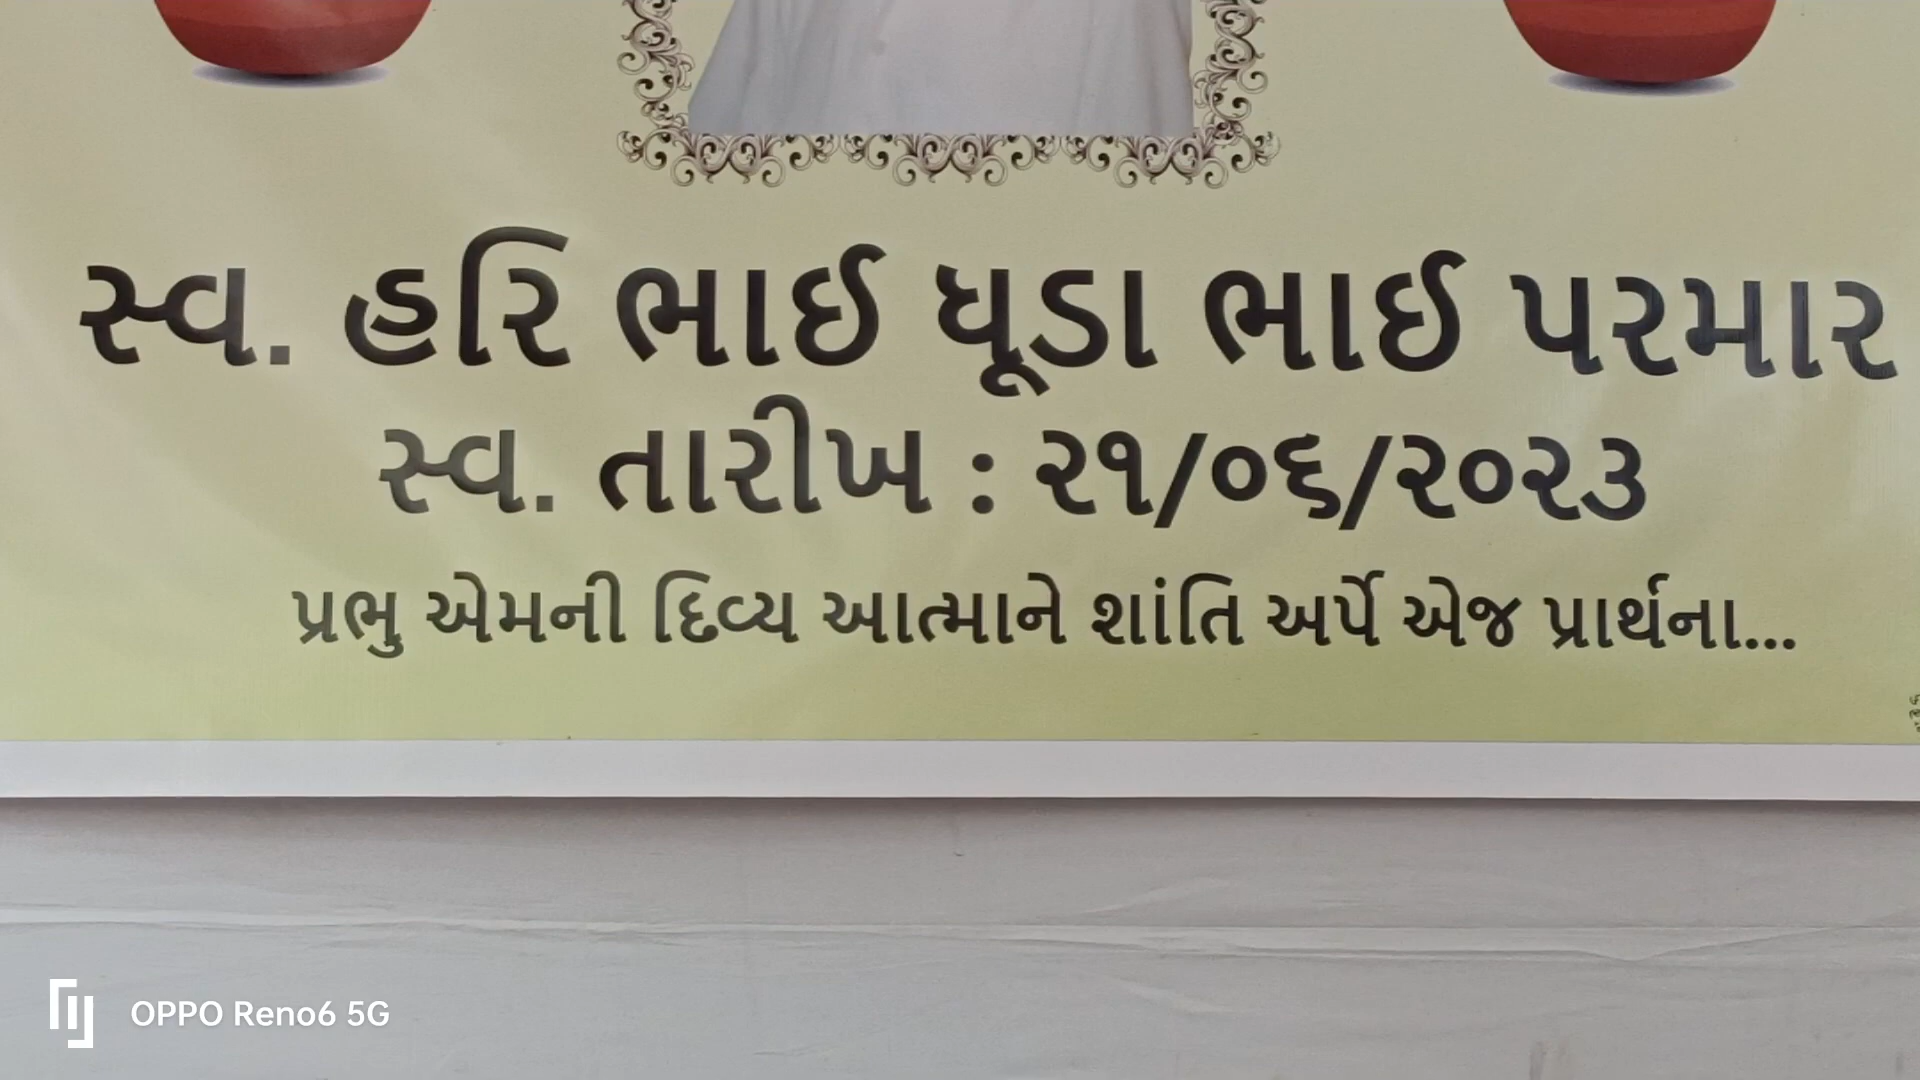 સ્વ. હરિ ભાઈ ધૂડા ભાઈ પરમાર
સ્વ. તારીખ : ૨૧/૦૬/૨૦૨૩
પ્રભુ એમની દિવ્ય આત્માને શાંતિ અર્પે એજ પ્રાર્થના...
OPPO Reno6 5G